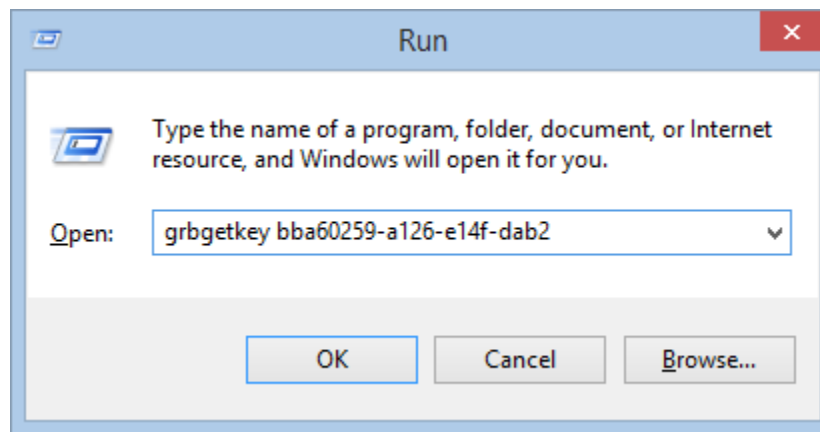 Run
Type the name of a program, folder, document, or Internet
resource, and Windows will open it for you.
Open: grbgetkey bba60259-a126-e14f-dab2
OK Cancel Browse...